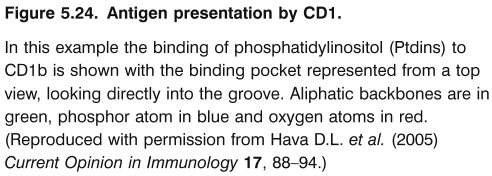 Figure 5.24. Antigen presentation by CD1.
In this example the binding of phosphatidylinositol (Ptdins) to
CD1b is shown with the binding pocket represented from a top
view, looking directly into the groove. Aliphatic backbones are in
green, phosphor atom in blue and oxygen atoms in red.
(Reproduced with permission from Hava D.L. et al. (2005)
Current Opinion in Immunology 17, 88–94.)